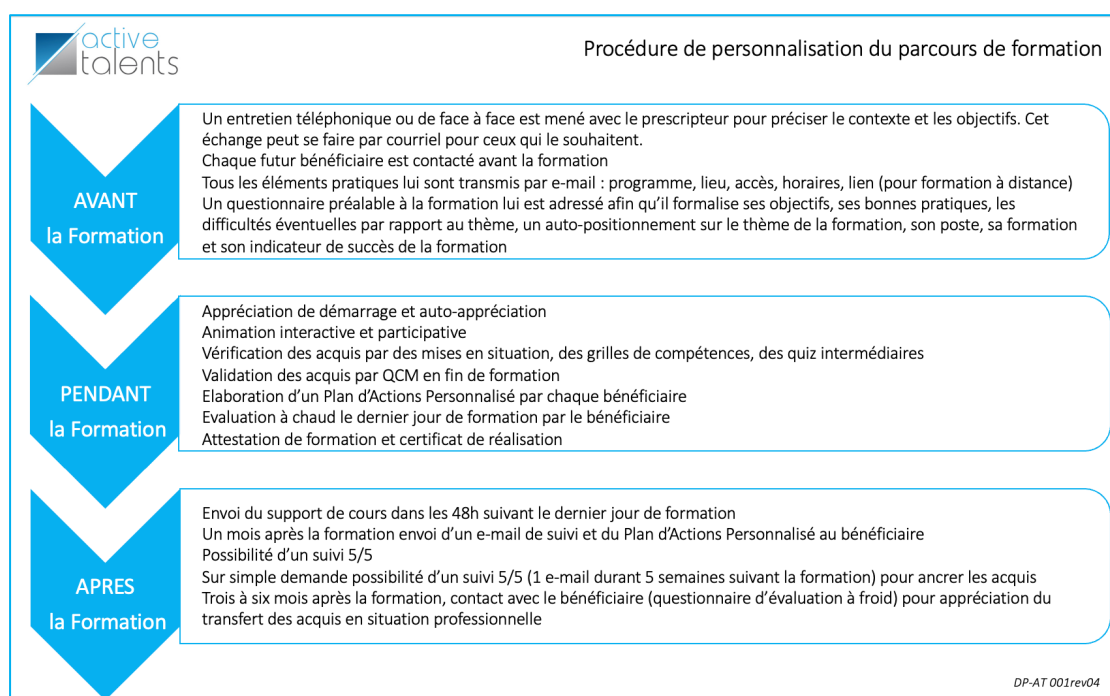 active
talents
Procédure de personnalisation du parcours de formation
AVANT
la Formation
Un entretien téléphonique ou de face à face est mené avec le prescripteur pour préciser le contexte et les objectifs. Cet
échange peut se faire par courriel pour ceux qui le souhaitent.
Chaque futur bénéficiaire est contacté avant la formation
Tous les éléments pratiques lui sont transmis par e-mail : programme, lieu, accès, horaires, lien (pour formation à distance)
Un questionnaire préalable à la formation lui est adressé afin qu'il formalise ses objectifs, ses bonnes pratiques, les
difficultés éventuelles par rapport au thème, un auto-positionnement sur le thème de la formation, son poste, sa formation
et son indicateur de succès de la formation
PENDANT
la Formation
Appréciation de démarrage et auto-appréciation
Animation interactive et participative
Vérification des acquis par des mises en situation, des grilles de compétences, des quiz intermédiaires
Validation des acquis par QCM en fin de formation
Elaboration d'un Plan d'Actions Personnalisé par chaque bénéficiaire
Evaluation à chaud le dernier jour de formation par le bénéficiaire
Attestation de formation et certificat de réalisation
APRES
la Formation
Envoi du support de cours dans les 48h suivant le dernier jour de formation
Un mois après la formation envoi d'un e-mail de suivi et du Plan d'Actions Personnalisé au bénéficiaire
Possibilité d'un suivi 5/5
Sur simple demande possibilité d'un suivi 5/5 (1 e-mail durant 5 semaines suivant la formation) pour ancrer les acquis
Trois à six mois après la formation, contact avec le bénéficiaire (questionnaire d'évaluation à froid) pour appréciation du
transfert des acquis en situation professionnelle
DP-AT 001rev04